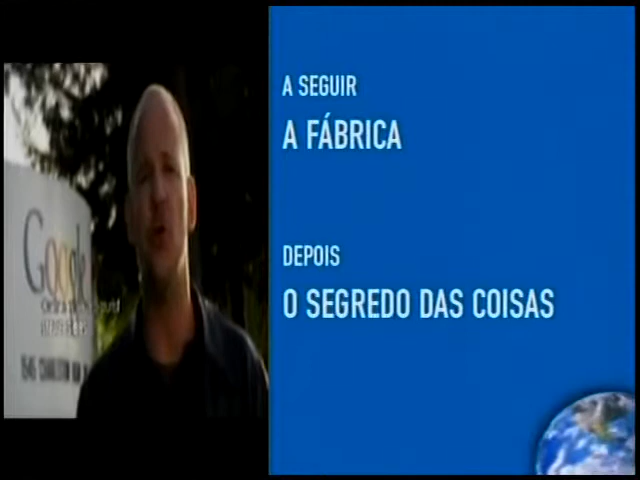 Google
A SEGUIR
A FÁBRICA
DEPOIS
O SEGREDO DAS COISAS